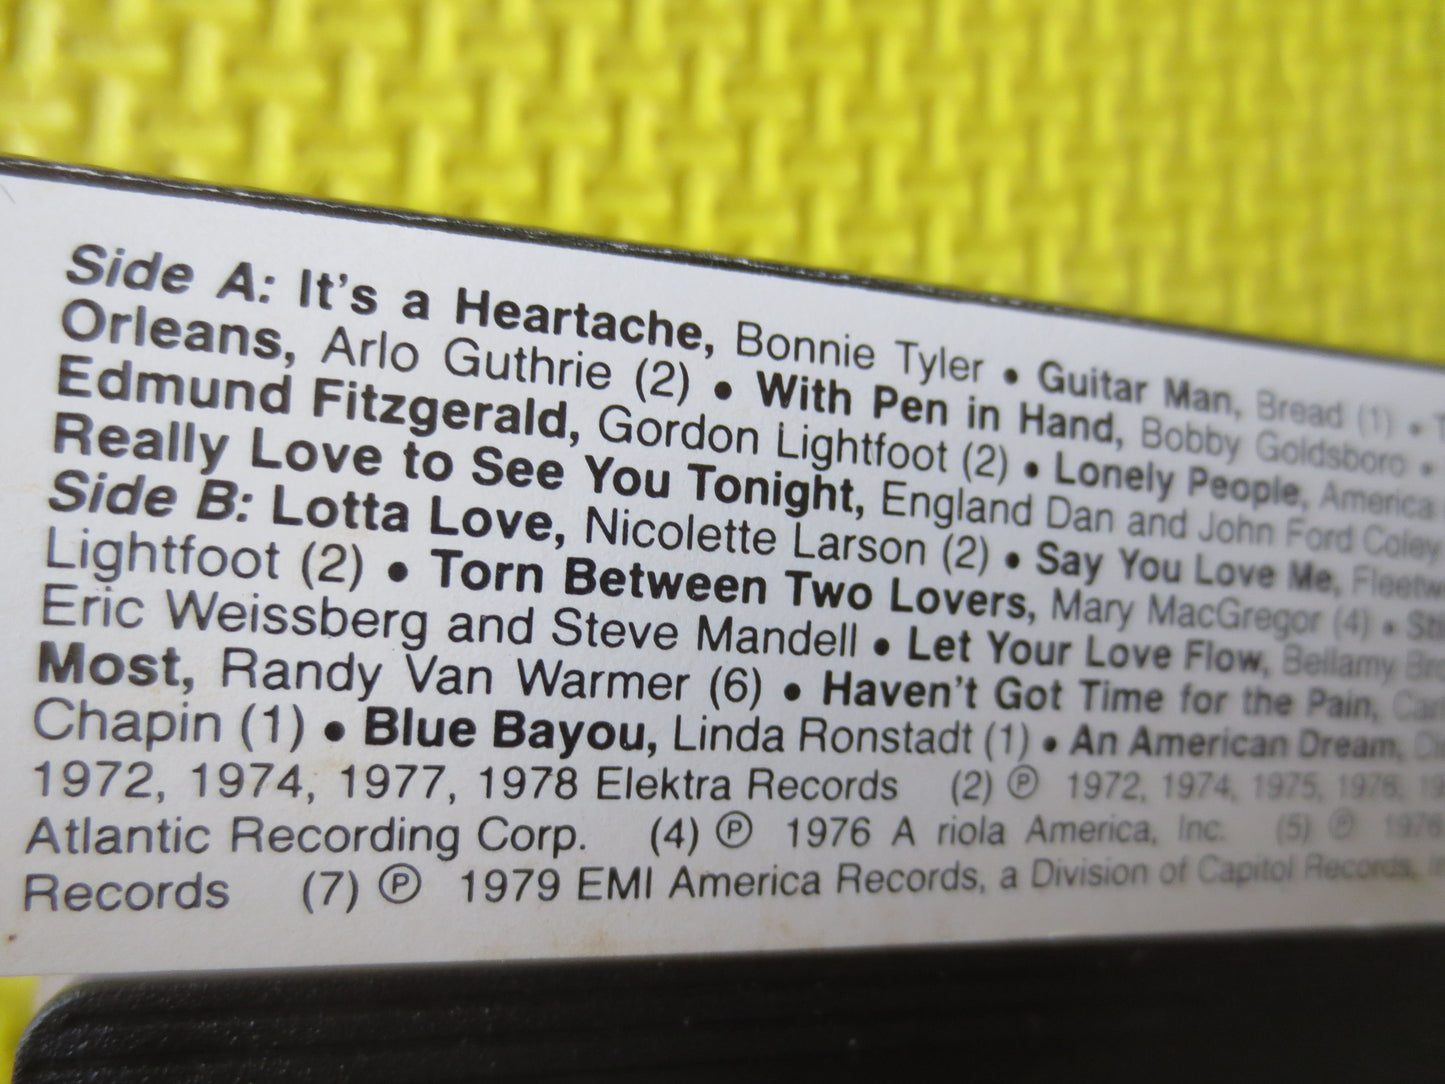 Side A: It's a Heartache, Bonnie Tyler • Guitar Man, Bread (1) •
Orleans, Arlo Guthrie (2) • With Pen in Hand, Bobby Goldsboro •
Edmund Fitzgerald, Gordon Lightfoot (2) • Lonely People, America
Really Love to See You Tonight, England Dan and John Ford Coley
Side B: Lotta Love, Nicolette Larson (2) • Say You Love Me,
Lightfoot (2) • Torn Between Two Lovers, Mary MacGregor (4) •
Eric Weissberg and Steve Mandell • Let Your Love Flow, Bellamy
Most, Randy Van Warmer (6) • Haven't Got Time for the Pain,
Chapin (1) • Blue Bayou, Linda Ronstadt (1) • An American Dream,
1972, 1974, 1977, 1978 Elektra Records (2) ℗ 1972, 1974, 1975, 1976,
Atlantic Recording Corp. (4) ℗ 1976 A riola America, Inc. (5) ℗ 1976
Records (7) ℗ 1979 EMI America Records, a Division of Capitol Records,